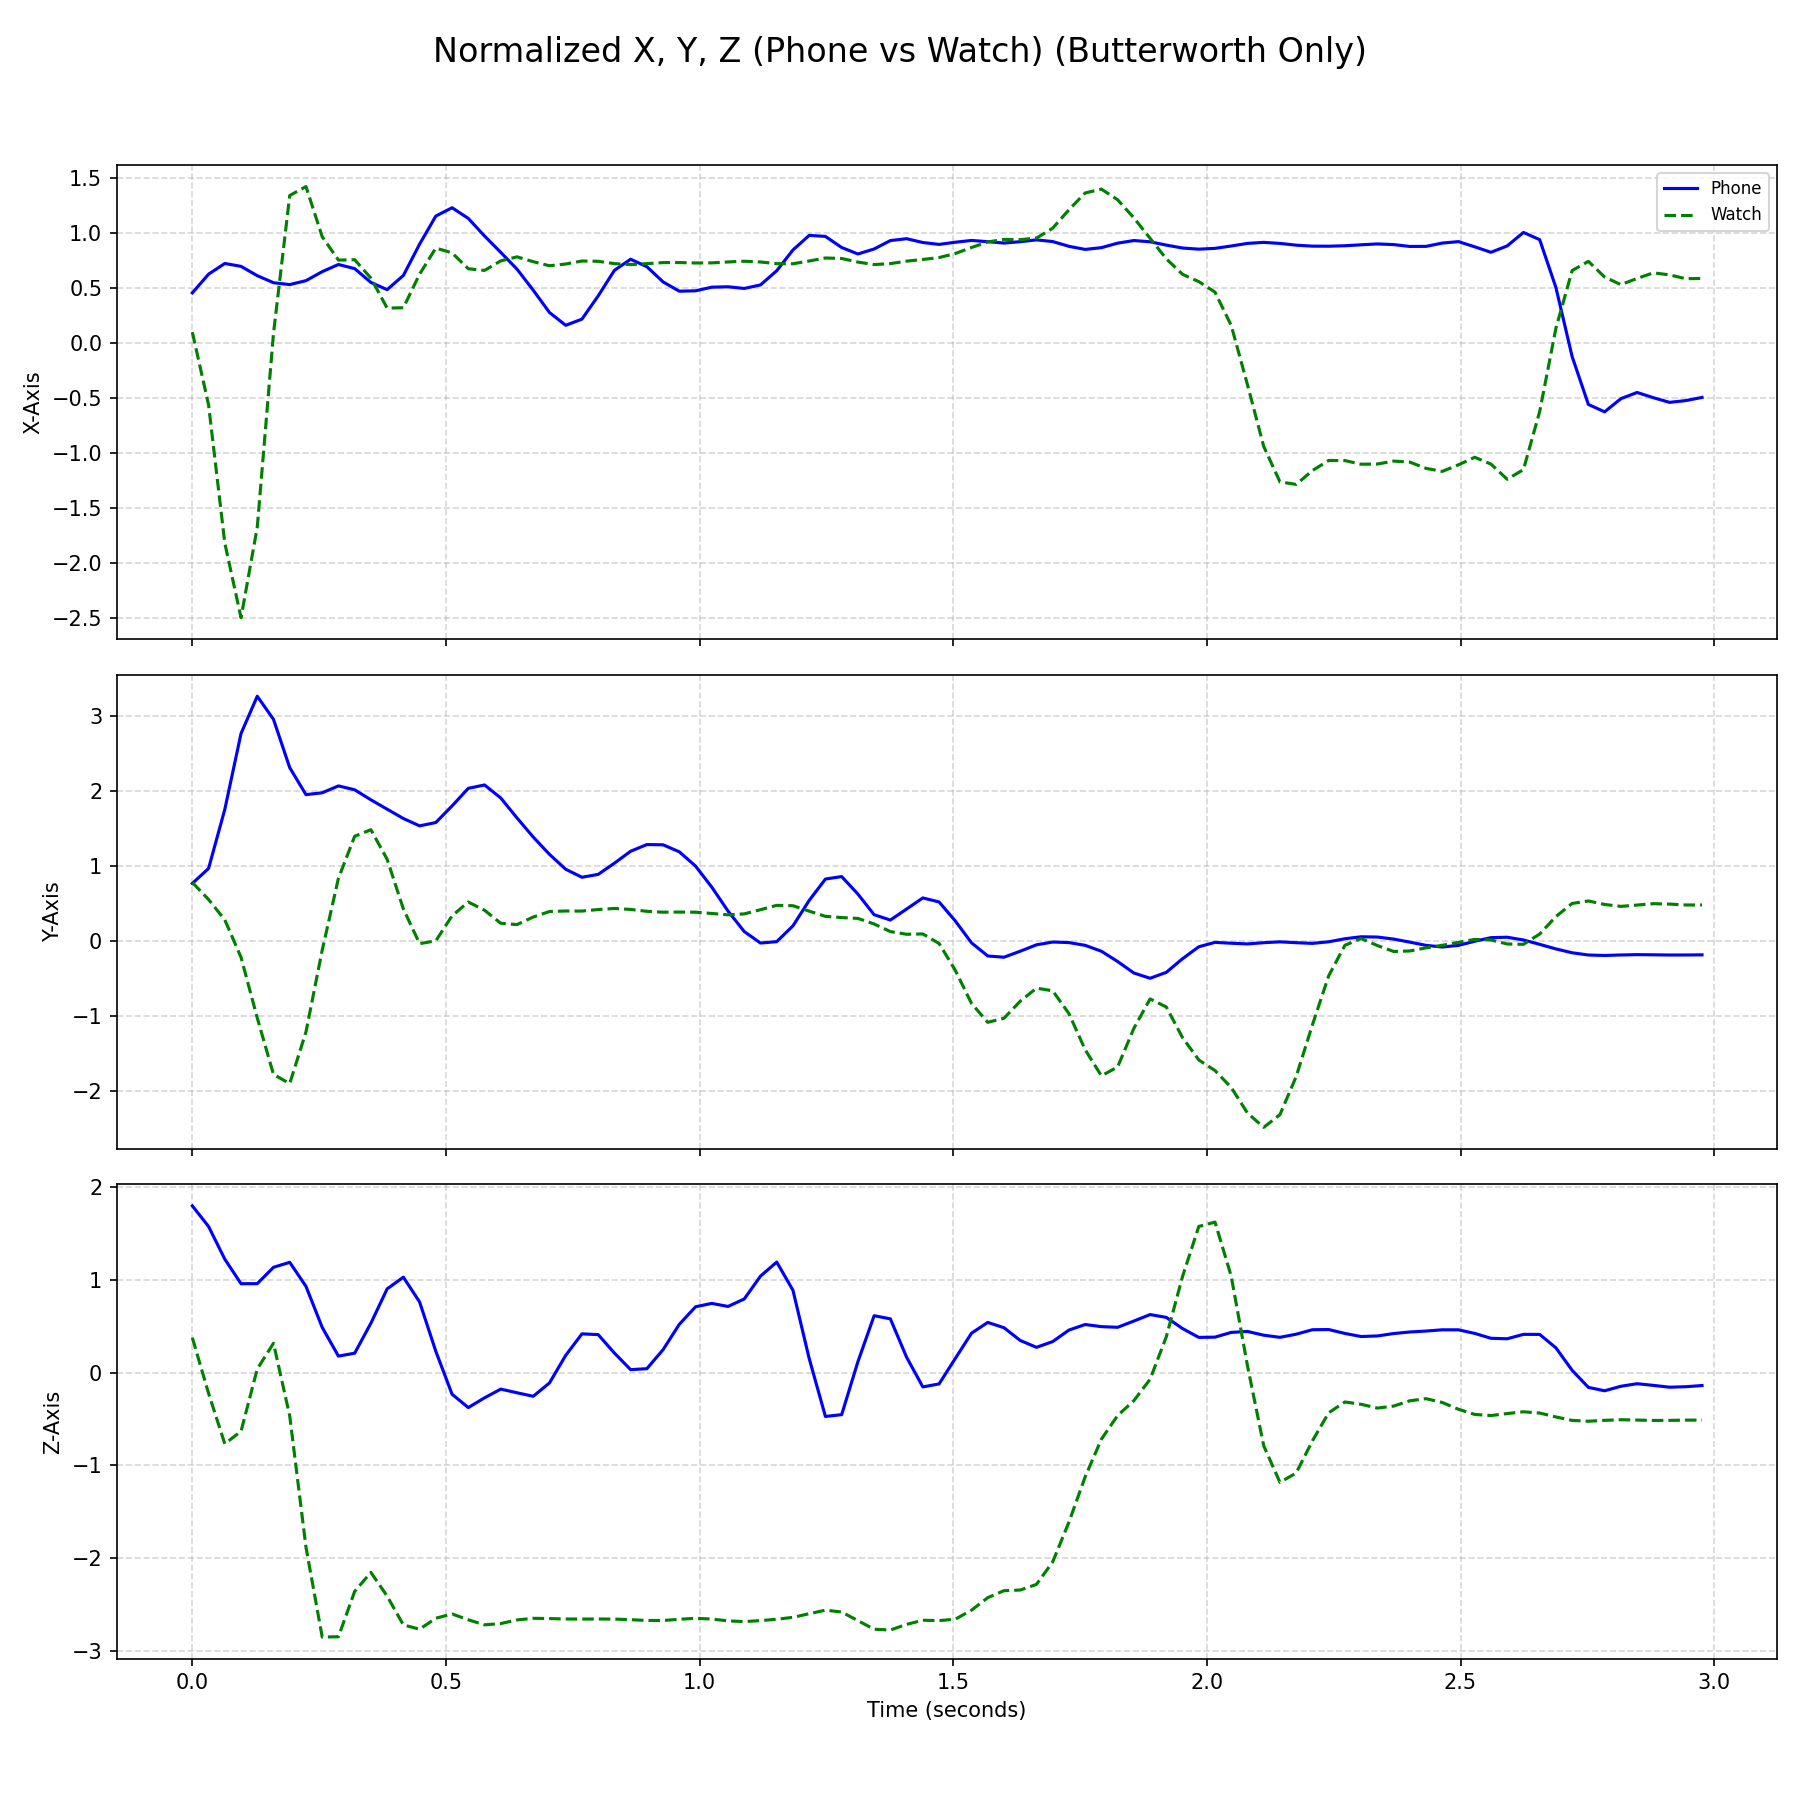 Normalized X, Y, Z (Phone vs Watch) (Butterworth Only)
Phone
Watch
X-Axis
1.5
1.0
0.5
0.0
−0.5
−1.0
−1.5
−2.0
−2.5
Y-Axis
3
2
1
0
−1
−2
Z-Axis
2
1
0
−1
−2
−3
0.0 0.5 1.0 1.5 2.0 2.5 3.0
Time (seconds)